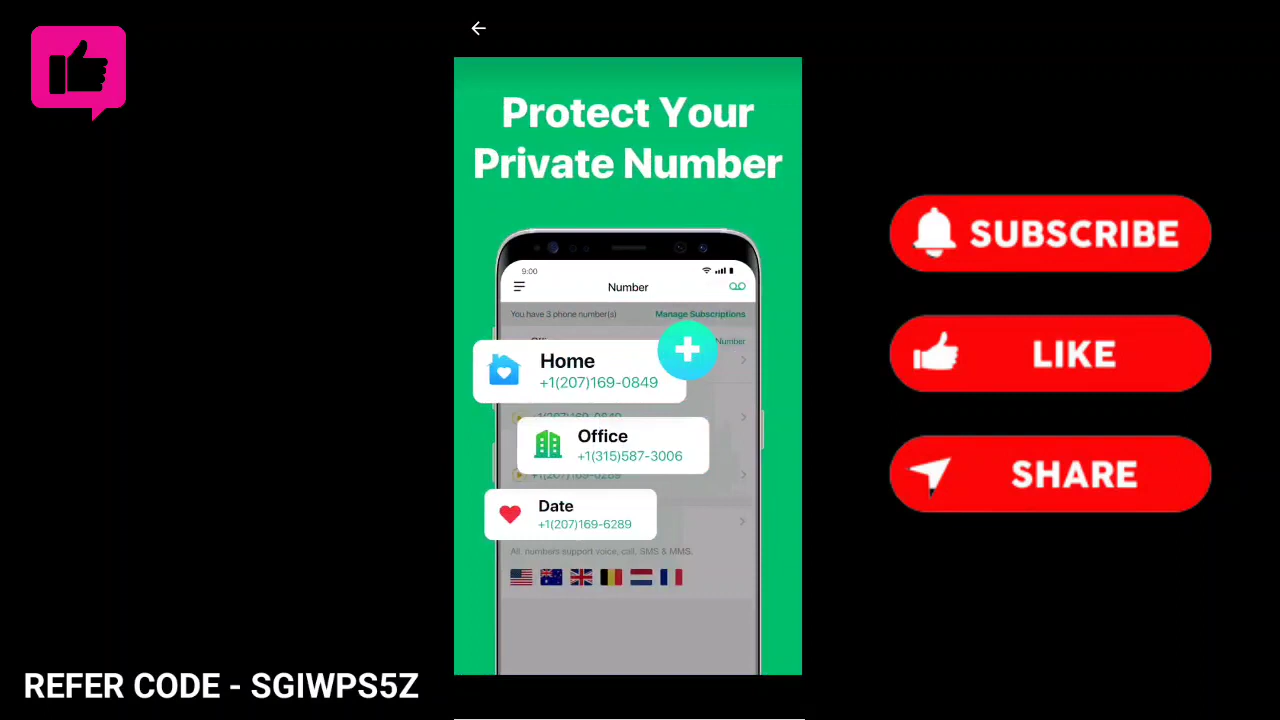 Protect Your
Private Number
9:00
Number
You have 3 phone number(s) Manage Subscriptions
Number
Home
+1(207)169-0849
Office
+1(315)587-3006
Date
+1(207)169-6289
All numbers support voice, call, SMS & MMS.
SUBSCRIBE
LIKE
SHARE
REFER CODE - SGIWPS5Z